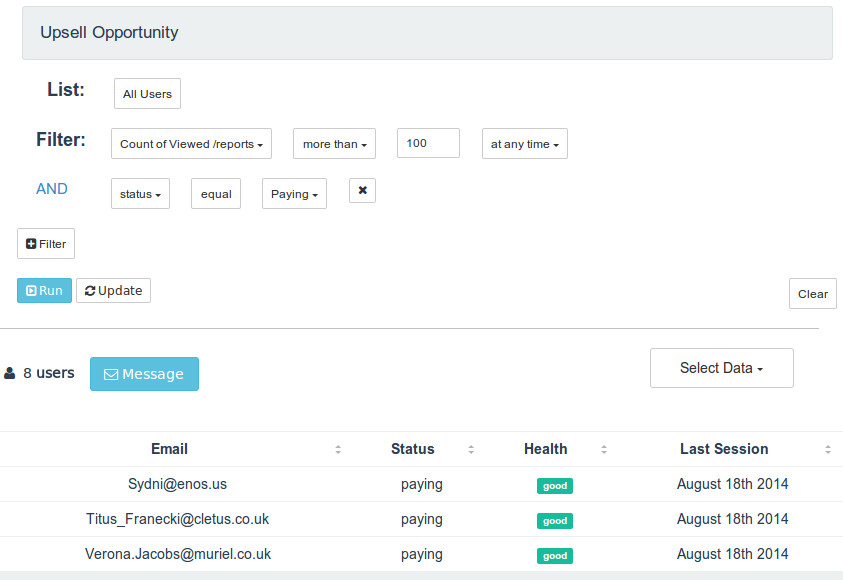 Upsell Opportunity
List: All Users
Filter: Count of Viewed /reports more than 100 at any time
AND status equal Paying
Filter
Run Update Clear
8 users Message Select Data
Email Status Health Last Session
Sydni@enos.us paying good August 18th 2014
Titus_Franecki@cletus.co.uk paying good August 18th 2014
Verona.Jacobs@muriel.co.uk paying good August 18th 2014